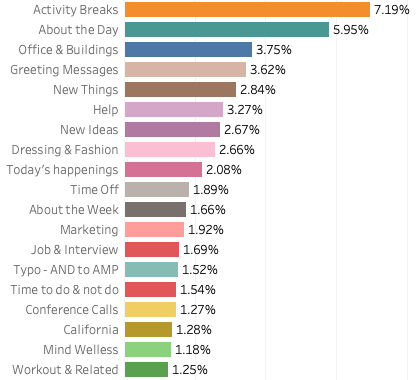 Activity Breaks 7.19%
About the Day 5.95%
Office & Buildings 3.75%
Greeting Messages 3.62%
New Things 2.84%
Help 3.27%
New Ideas 2.67%
Dressing & Fashion 2.66%
Today's happenings 2.08%
Time Off 1.89%
About the Week 1.66%
Marketing 1.92%
Job & Interview 1.69%
Typo - AND to AMP 1.52%
Time to do & not do 1.54%
Conference Calls 1.27%
California 1.28%
Mind Welless 1.18%
Workout & Related 1.25%